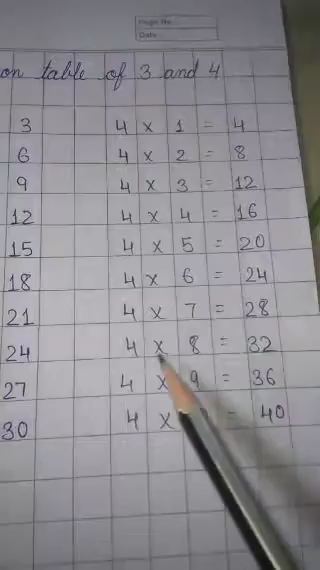 Page No.
Date
on table of 3 and 4
3 4 x 1 = 4
6 4 x 2 = 8
9 4 x 3 = 12
12 4 x 4 = 16
15 4 x 5 = 20
18 4 x 6 = 24
21 4 x 7 = 28
24 4 x 8 = 32
27 4 x 9 = 36
30 4 x = 40